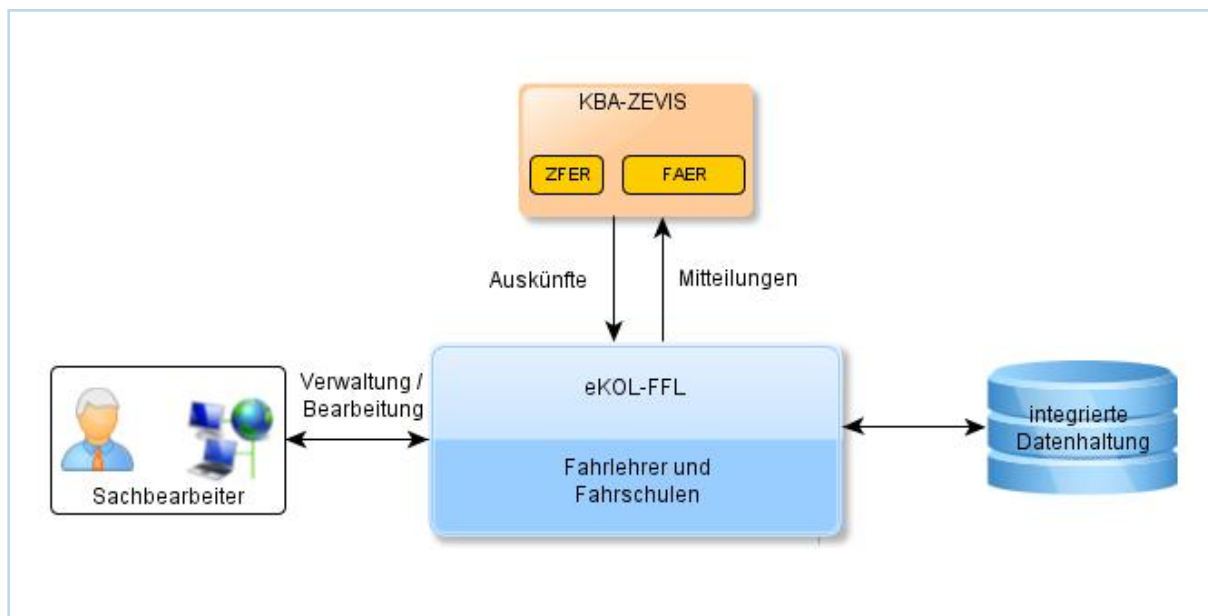 KBA-ZEVIS
ZFER
FAER
Auskünfte
Mitteilungen
Sachbearbeiter
Verwaltung /
Bearbeitung
eKOL-FFL
Fahrlehrer und
Fahrschulen
integrierte
Datenhaltung